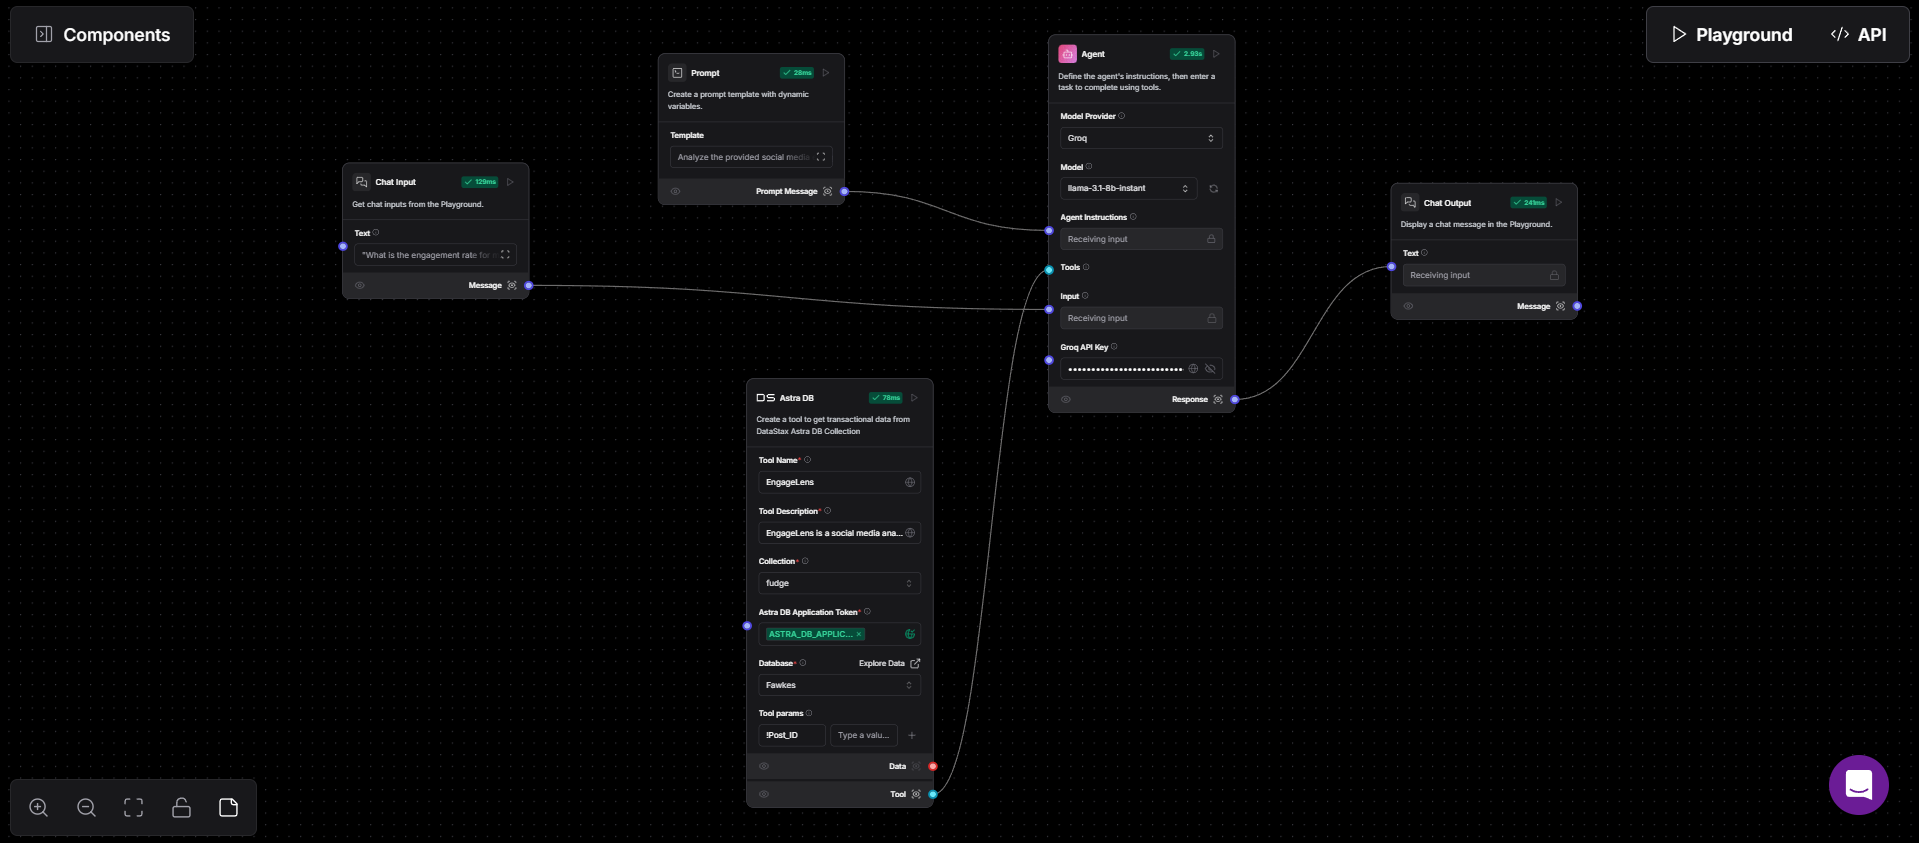 Components
Playground
API
Prompt
28ms
Create a prompt template with dynamic
variables.
Template
Analyze the provided social media
Prompt Message
Chat Input
129ms
Get chat inputs from the Playground.
Text
"What is the engagement rate for
Message
Agent
2.93s
Define the agent's instructions, then enter a
task to complete using tools.
Model Provider
Groq
Model
llama-3.1-8b-instant
Agent Instructions
Receiving input
Tools
Input
Receiving input
Groq API Key
•••••••••••••••••••••••••
Response
Chat Output
241ms
Display a chat message in the Playground.
Text
Receiving input
Message
DS
Astra DB
78ms
Create a tool to get transactional data from
DataStax Astra DB Collection
Tool Name*
EngageLens
Tool Description*
EngageLens is a social media ana...
Collection*
fudge
Astra DB Application Token*
ASTRA_DB_APPLIC... ×
Database*
Explore Data
Fawkes
Tool params
!Post_ID
Type a valu...
Data
Tool